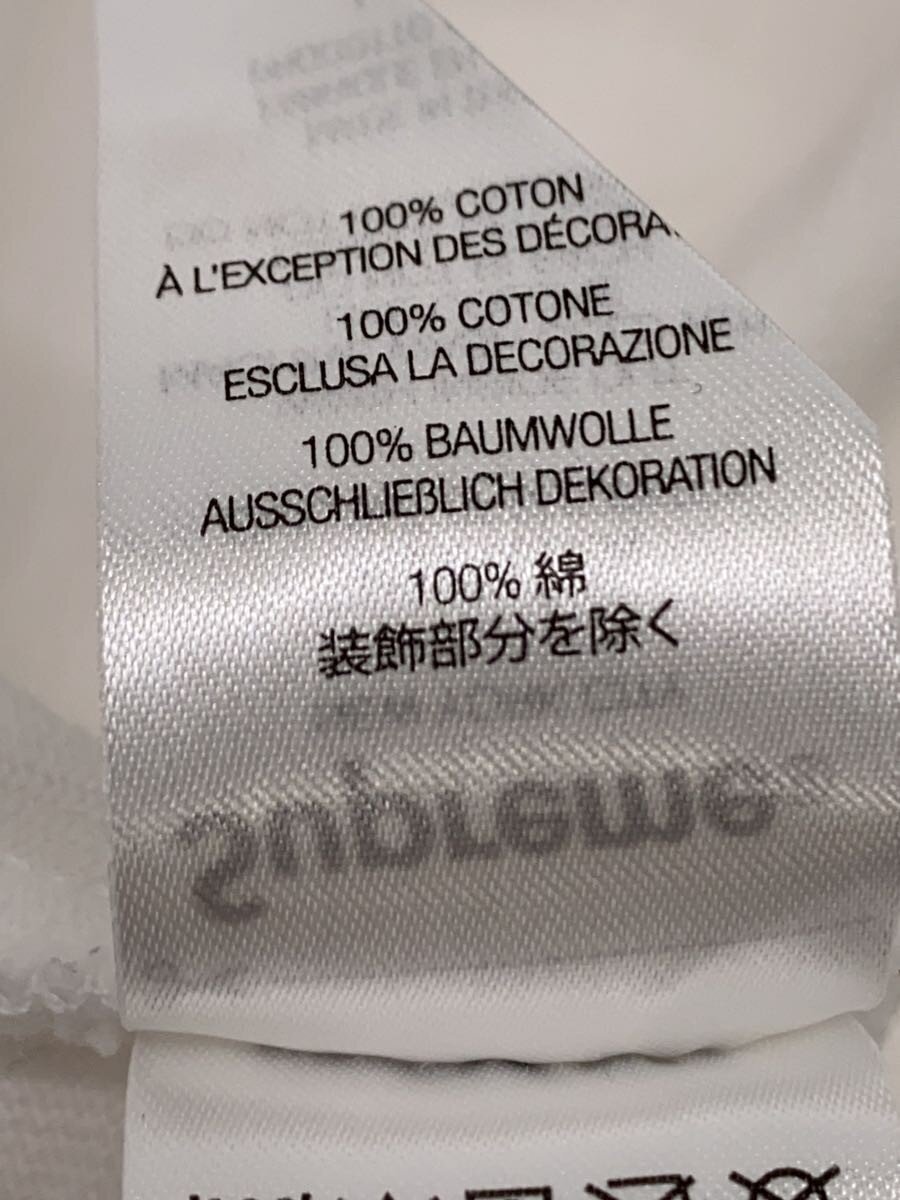 100% COTON
À L'EXCEPTION DES DÉCORA
100% COTONE
ESCLUSA LA DECORAZIONE
100% BAUMWOLLE
AUSSCHLIEßLICH DEKORATION
100% 綿
装飾部分を除く
Supreme